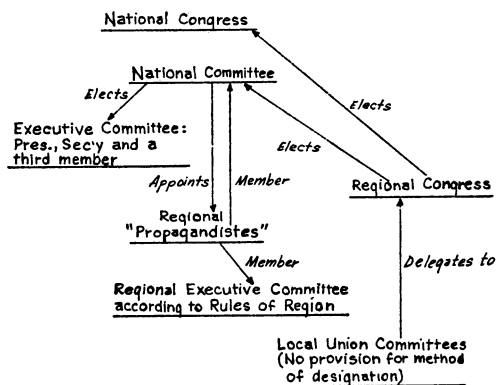 National Congress
National Committee
Elects
Executive Committee:
Pres., Sec'y and a
third member
Elects
Elects
Appoints
Member
Regional Congress
Regional
"Propagandistes"
Member
Delegates to
Regional Executive Committee
according to Rules of Region
Local Union Committees
(No provision for method
of designation)